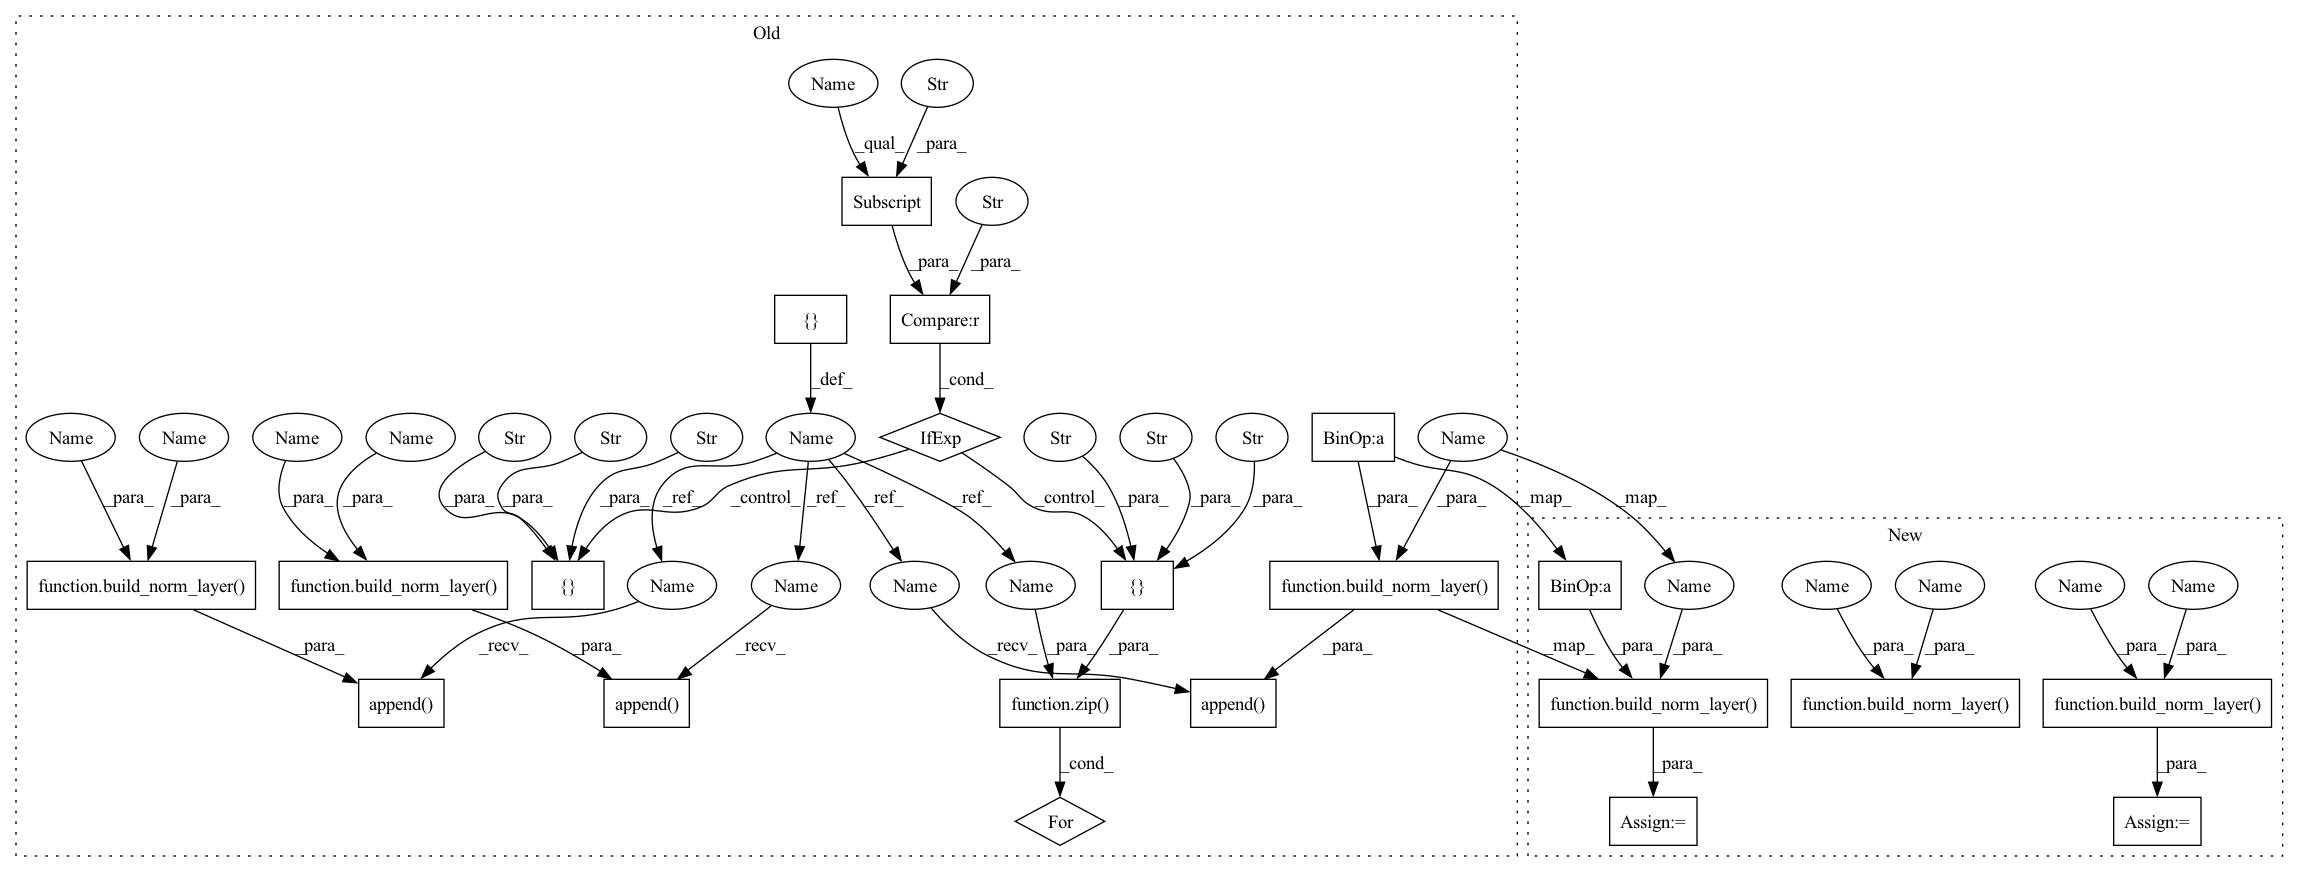 Old
Name
Str
_qual_
_para_
Subscript
Str
_para_
_para_
{}
Compare:r
_def_
_cond_
Name
Name
Name
Name
Str
Str
Str
Name
IfExp
Str
Str
Str
BinOp:a
Name
_para_
_para_
_para_
_para_
_para_
_para_
_para_
_ref_
_control_
_ref_
_ref_
_ref_
_control_
_para_
_para_
_para_
_para_
_para_
_map_
_map_
New
function.build_norm_layer()
function.build_norm_layer()
{}
Name
Name
Name
Name
{}
function.build_norm_layer()
BinOp:a
Name
Name
Name
Name
Name
_para_
_recv_
_para_
_recv_
_recv_
_para_
_para_
_para_
_map_
_para_
_para_
_para_
_para_
_para_
_para_
append()
append()
function.zip()
append()
function.build_norm_layer()
function.build_norm_layer()
function.build_norm_layer()
_cond_
_para_
_para_
For
Assign:=
Assign:=